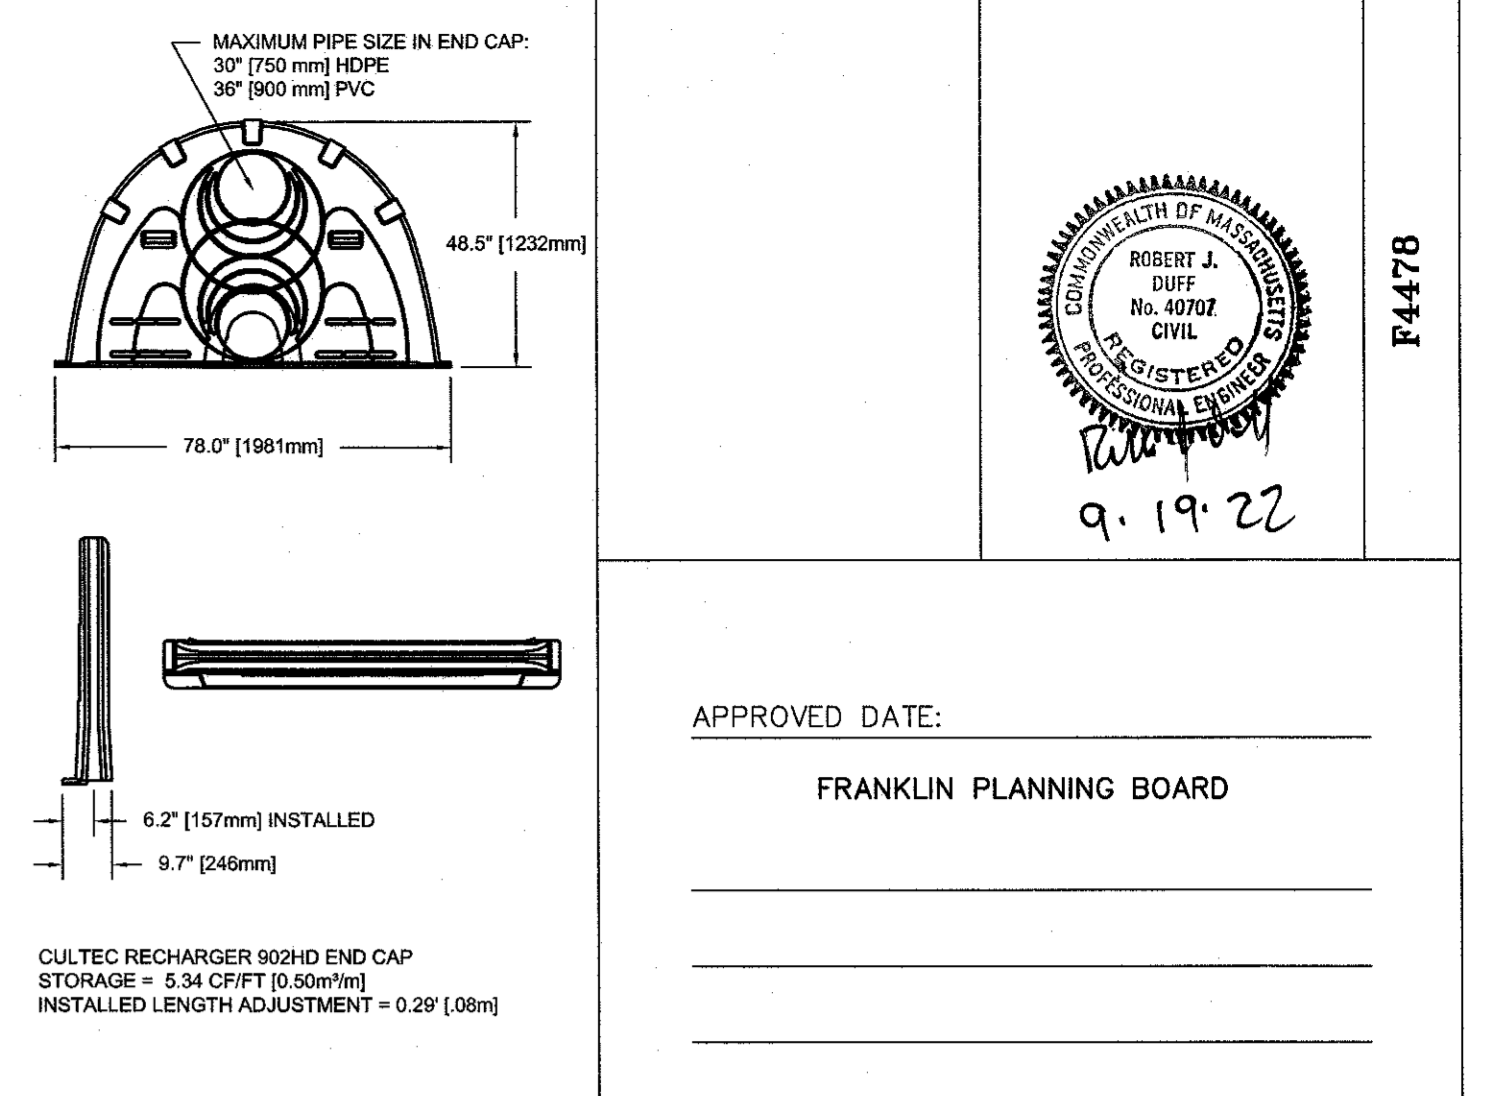 MAXIMUM PIPE SIZE IN END CAP:
30" [750 mm] HDPE
36" [900 mm] PVC
48.5" [1232mm]
78.0" [1981mm]
6.2" [157mm] INSTALLED
9.7" [246mm]
CULTEC RECHARGER 902HD END CAP
STORAGE = 5.34 CF/FT [0.50m³/m]
INSTALLED LENGTH ADJUSTMENT = 0.29' [.08m]
COMMONWEALTH OF MASSACHUSETTS
ROBERT J.
DUFF
No. 40707
CIVIL
REGISTERED
PROFESSIONAL ENGINEER
9. 19. 22
F4478
APPROVED DATE:
FRANKLIN PLANNING BOARD